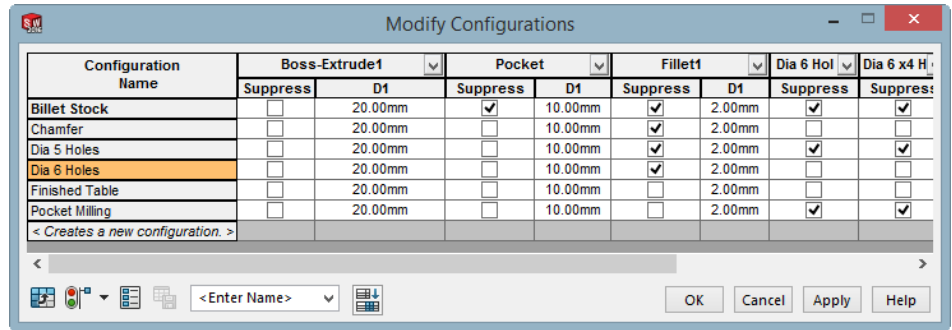 Modify Configurations
Configuration Name Boss-Extrude1 Pocket Fillet1 Dia 6 Hol Dia 6 x4 H
Suppress D1 Suppress D1 Suppress D1 Suppress Suppress
Billet Stock 20.00mm 10.00mm 2.00mm
Chamfer 20.00mm 10.00mm 2.00mm
Dia 5 Holes 20.00mm 10.00mm 2.00mm
Dia 6 Holes 20.00mm 10.00mm 2.00mm
Finished Table 20.00mm 10.00mm 2.00mm
Pocket Milling 20.00mm 10.00mm 2.00mm
< Creates a new configuration. >
<Enter Name> OK Cancel Apply Help